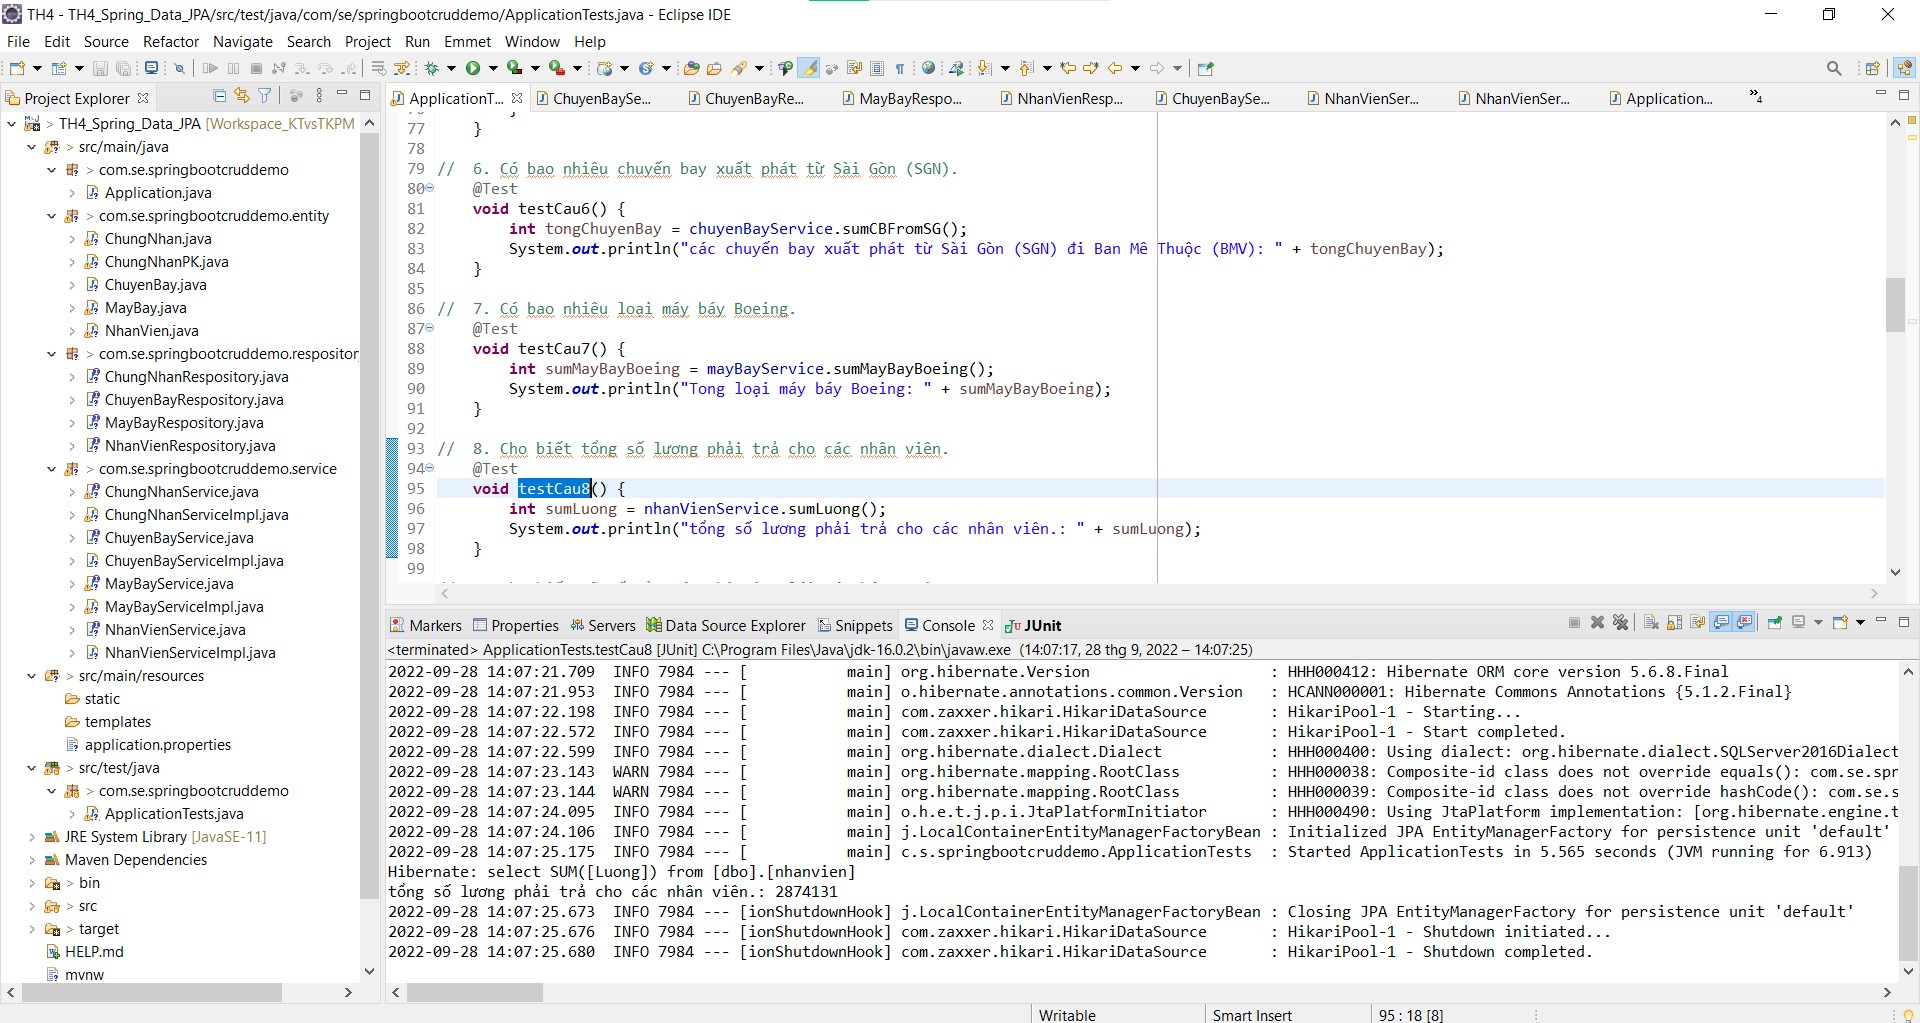 TH4 - TH4_Spring_Data_JPA/src/test/java/com/se/springbootcruddemo/ApplicationTests.java - Eclipse IDE
File Edit Source Refactor Navigate Search Project Run Emmet Window Help
Project Explorer
TH4_Spring_Data_JPA [Workspace_KTvsTKPM
src/main/java
com.se.springbootcruddemo
Application.java
com.se.springbootcruddemo.entity
ChungNhan.java
ChungNhanPK.java
ChuyenBay.java
MayBay.java
NhanVien.java
com.se.springbootcruddemo.respositor
ChungNhanRespository.java
ChuyenBayRespository.java
MayBayRespository.java
NhanVienRespository.java
com.se.springbootcruddemo.service
ChungNhanService.java
ChungNhanServiceImpl.java
ChuyenBayService.java
ChuyenBayServiceImpl.java
MayBayService.java
MayBayServiceImpl.java
NhanVienService.java
NhanVienServiceImpl.java
src/main/resources
static
templates
application.properties
src/test/java
com.se.springbootcruddemo
ApplicationTests.java
JRE System Library [JavaSE-11]
Maven Dependencies
bin
src
target
HELP.md
mvnw
ApplicationT... ChuyenBaySe... ChuyenBayRe... MayBayRespo... NhanVienResp... ChuyenBaySe... NhanVienSer... NhanVienSer... Application... »4
77 }
78
79 // 6. Có bao nhiêu chuyến bay xuất phát từ Sài Gòn (SGN).
80 @Test
81 void testCau6() {
82 int tongChuyenBay = chuyenBayService.sumCBFromSG();
83 System.out.println("các chuyến bay xuất phát từ Sài Gòn (SGN) đi Ban Mê Thuộc (BMV): " + tongChuyenBay);
84 }
85
86 // 7. Có bao nhiêu loại máy báy Boeing.
87 @Test
88 void testCau7() {
89 int sumMayBayBoeing = mayBayService.sumMayBayBoeing();
90 System.out.println("Tong loại máy báy Boeing: " + sumMayBayBoeing);
91 }
92
93 // 8. Cho biết tổng số lương phải trả cho các nhân viên.
94 @Test
95 void testCau8() {
96 int sumLuong = nhanVienService.sumLuong();
97 System.out.println("tổng số lương phải trả cho các nhân viên.: " + sumLuong);
98 }
99
Markers Properties Servers Data Source Explorer Snippets Console JUnit
<terminated> ApplicationTests.testCau8 [JUnit] C:\Program Files\Java\jdk-16.0.2\bin\javaw.exe (14:07:17, 28 thg 9, 2022 – 14:07:25)
2022-09-28 14:07:21.709 INFO 7984 --- [ main] org.hibernate.Version : HHH000412: Hibernate ORM core version 5.6.8.Final
2022-09-28 14:07:21.953 INFO 7984 --- [ main] o.hibernate.annotations.common.Version : HCANN000001: Hibernate Commons Annotations {5.1.2.Final}
2022-09-28 14:07:22.198 INFO 7984 --- [ main] com.zaxxer.hikari.HikariDataSource : HikariPool-1 - Starting...
2022-09-28 14:07:22.572 INFO 7984 --- [ main] com.zaxxer.hikari.HikariDataSource : HikariPool-1 - Start completed.
2022-09-28 14:07:22.599 INFO 7984 --- [ main] org.hibernate.dialect.Dialect : HHH000400: Using dialect: org.hibernate.dialect.SQLServer2016Dialect
2022-09-28 14:07:23.143 WARN 7984 --- [ main] org.hibernate.mapping.RootClass : HHH000038: Composite-id class does not override equals(): com.se.spr
2022-09-28 14:07:23.144 WARN 7984 --- [ main] org.hibernate.mapping.RootClass : HHH000039: Composite-id class does not override hashCode(): com.se.s
2022-09-28 14:07:24.095 INFO 7984 --- [ main] o.h.e.t.j.p.i.JtaPlatformInitiator : HHH000490: Using JtaPlatform implementation: [org.hibernate.engine.t
2022-09-28 14:07:24.106 INFO 7984 --- [ main] j.LocalContainerEntityManagerFactoryBean : Initialized JPA EntityManagerFactory for persistence unit 'default'
2022-09-28 14:07:25.175 INFO 7984 --- [ main] c.s.springbootcruddemo.ApplicationTests : Started ApplicationTests in 5.565 seconds (JVM running for 6.913)
Hibernate: select SUM([Luong]) from [dbo].[nhanvien]
tổng số lương phải trả cho các nhân viên.: 2874131
2022-09-28 14:07:25.673 INFO 7984 --- [ionShutdownHook] j.LocalContainerEntityManagerFactoryBean : Closing JPA EntityManagerFactory for persistence unit 'default'
2022-09-28 14:07:25.676 INFO 7984 --- [ionShutdownHook] com.zaxxer.hikari.HikariDataSource : HikariPool-1 - Shutdown initiated...
2022-09-28 14:07:25.680 INFO 7984 --- [ionShutdownHook] com.zaxxer.hikari.HikariDataSource : HikariPool-1 - Shutdown completed.
Writable Smart Insert 95 : 18 [8]